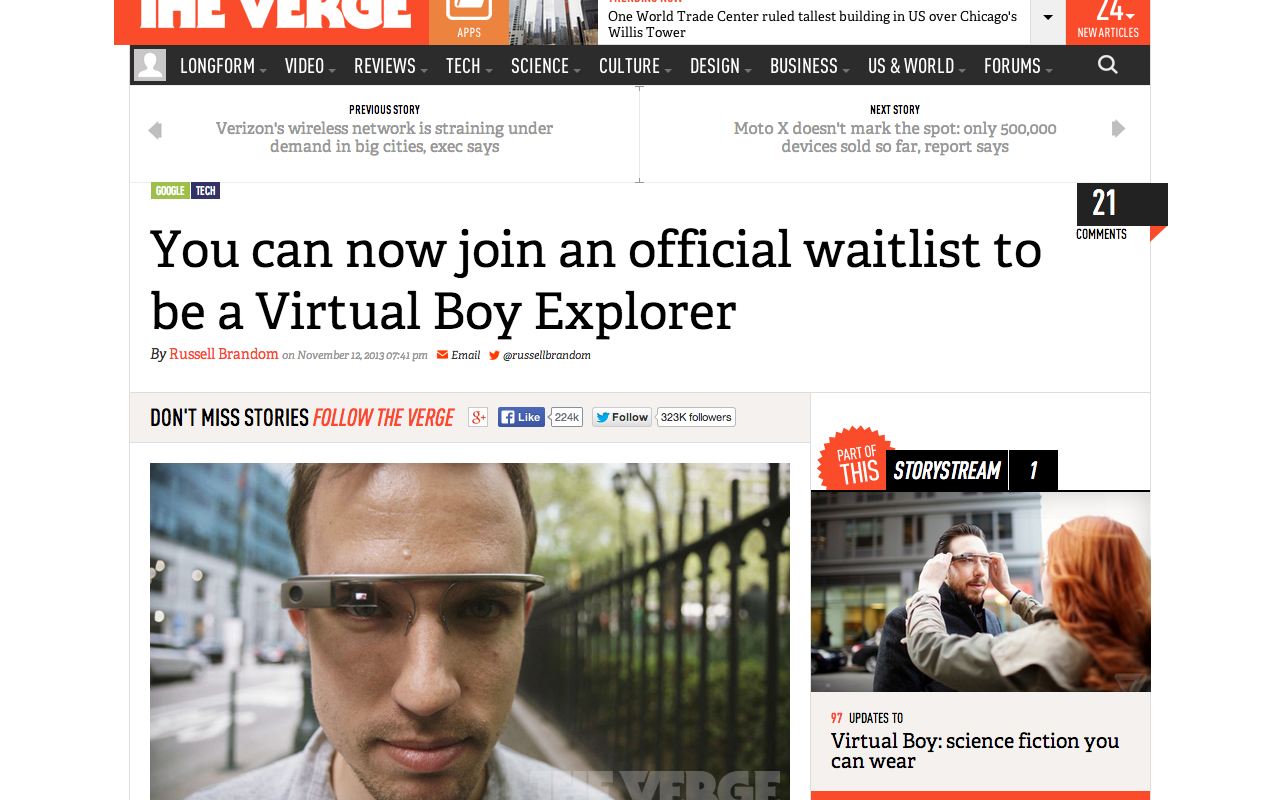 THE VERGE
APPS
TRENDING NOW
One World Trade Center ruled tallest building in US over Chicago's
Willis Tower
24
NEW ARTICLES
LONGFORM VIDEO REVIEWS TECH SCIENCE CULTURE DESIGN BUSINESS US & WORLD FORUMS
PREVIOUS STORY
Verizon's wireless network is straining under
demand in big cities, exec says
NEXT STORY
Moto X doesn't mark the spot: only 500,000
devices sold so far, report says
GOOGLE TECH
21
COMMENTS
You can now join an official waitlist to
be a Virtual Boy Explorer
By Russell Brandom on November 12, 2013 07:41 pm Email @russellbrandom
DON'T MISS STORIES FOLLOW THE VERGE g+ Like 224k Follow 323K followers
PART OF
THIS
STORYSTREAM 1
THE VERGE
97 UPDATES TO
Virtual Boy: science fiction you
can wear